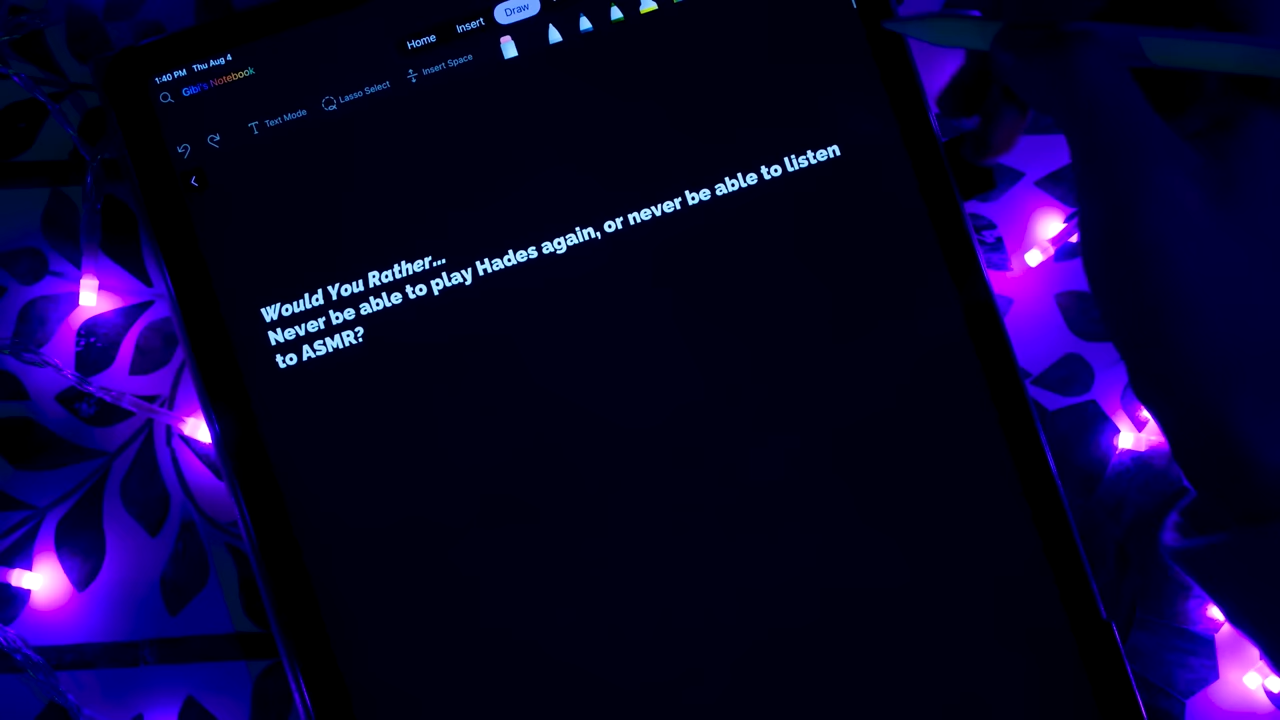 1:40 PM Thu Aug 4
Home Insert Draw
Gibi's Notebook
Text Mode Lasso Select Insert Space
Would You Rather...
Never be able to play Hades again, or never be able to listen
to ASMR?